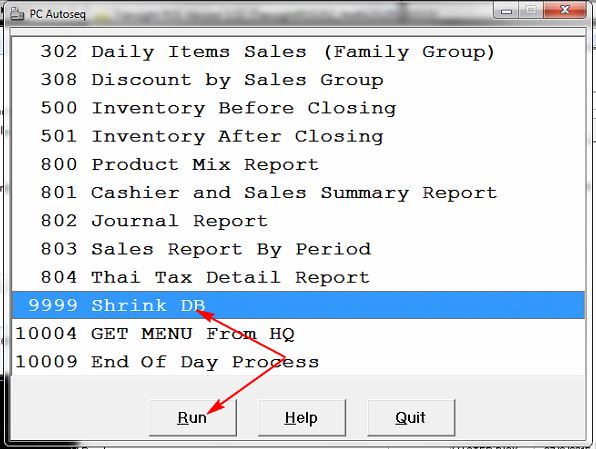 PC Autoseq
302 Daily Items Sales (Family Group)
308 Discount by Sales Group
500 Inventory Before Closing
501 Inventory After Closing
800 Product Mix Report
801 Cashier and Sales Summary Report
802 Journal Report
803 Sales Report By Period
804 Thai Tax Detail Report
9999 Shrink DB
10004 GET MENU From HQ
10009 End Of Day Process
Run Help Quit